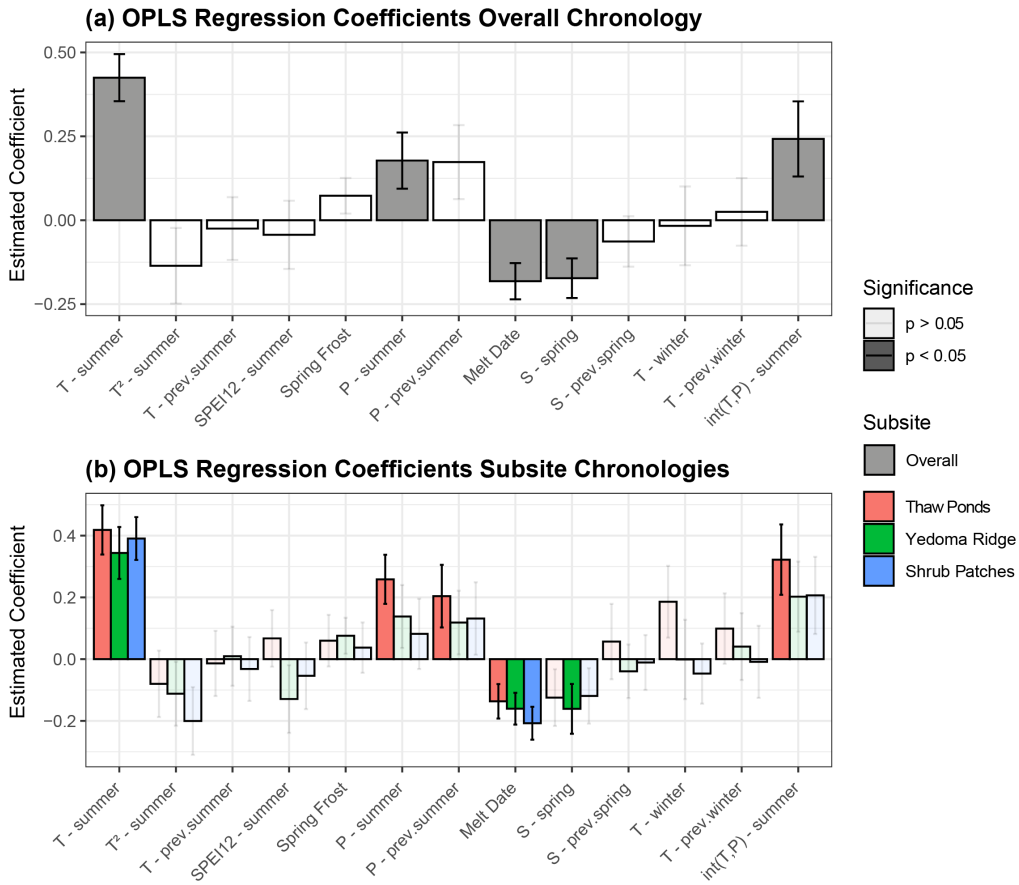 (a) OPLS Regression Coefficients Overall Chronology
Estimated Coefficient
0.50
0.25
0.00
−0.25
T - summer
T² - summer
T - prev.summer
SPEI12 - summer
Spring Frost
P - summer
P - prev.summer
Melt Date
S - spring
S - prev.spring
T - winter
T - prev.winter
int(T,P) - summer
Significance
p > 0.05
p < 0.05
Subsite
Overall
Thaw Ponds
Yedoma Ridge
Shrub Patches
(b) OPLS Regression Coefficients Subsite Chronologies
Estimated Coefficient
0.4
0.2
0.0
−0.2
T - summer
T² - summer
T - prev.summer
SPEI12 - summer
Spring Frost
P - summer
P - prev.summer
Melt Date
S - spring
S - prev.spring
T - winter
T - prev.winter
int(T,P) - summer